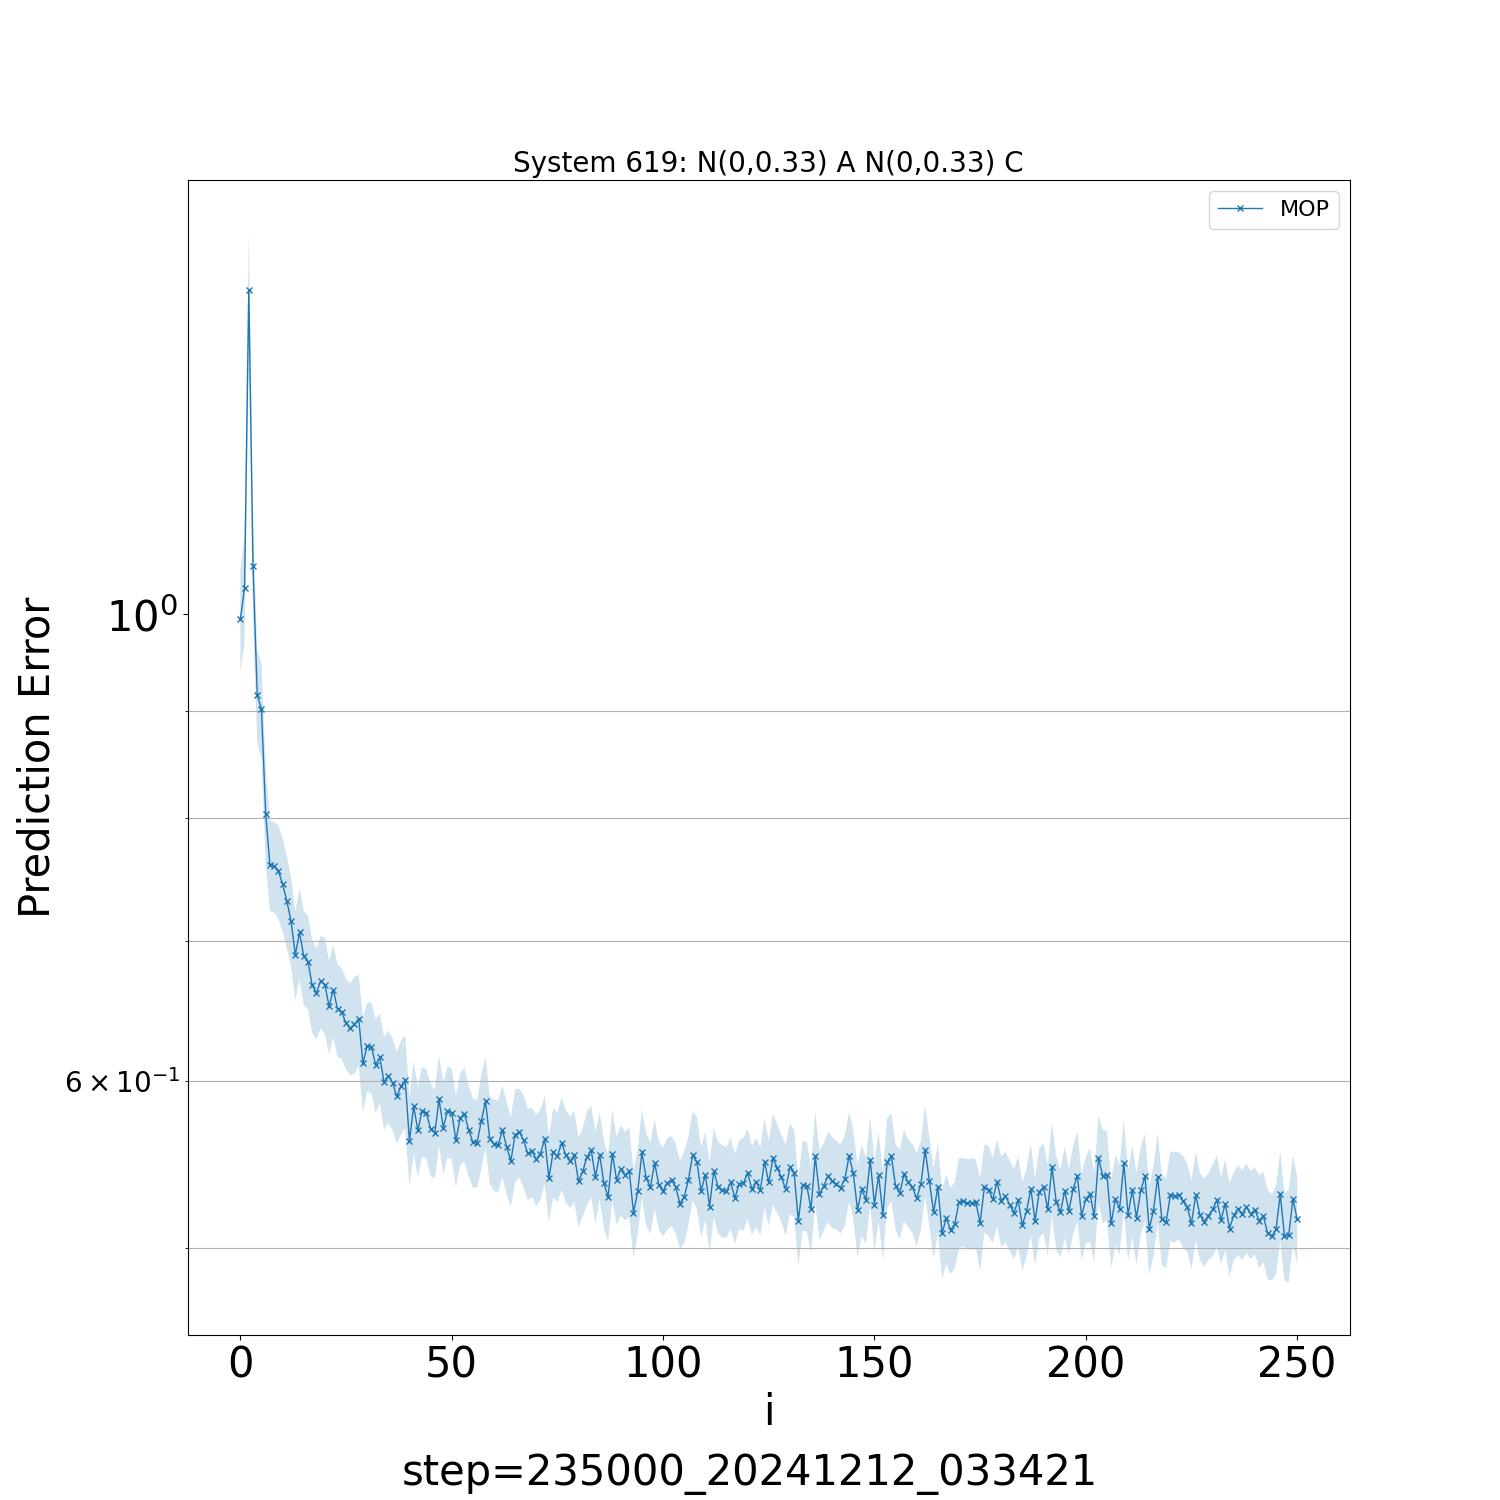 System 619: N(0,0.33) A N(0,0.33) C
MOP
Prediction Error
10⁰
6 × 10⁻¹
0 50 100 150 200 250
i
step=235000_20241212_033421